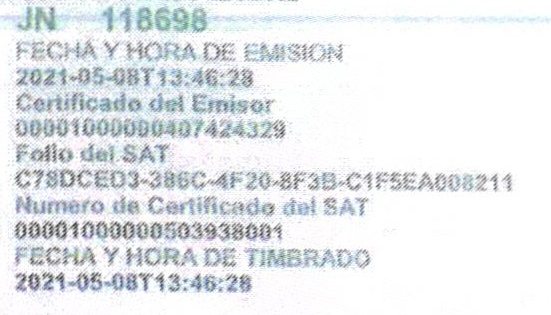 JN 118698
FECHA Y HORA DE EMISION
2021-05-08T13:46:28
Certificado del Emisor
00001000000407424329
Folio del SAT
C78DCED3-386C-4F20-8F3B-C1F5EA008211
Numero de Certificado del SAT
00001000000503938001
FECHA Y HORA DE TIMBRADO
2021-05-08T13:46:28